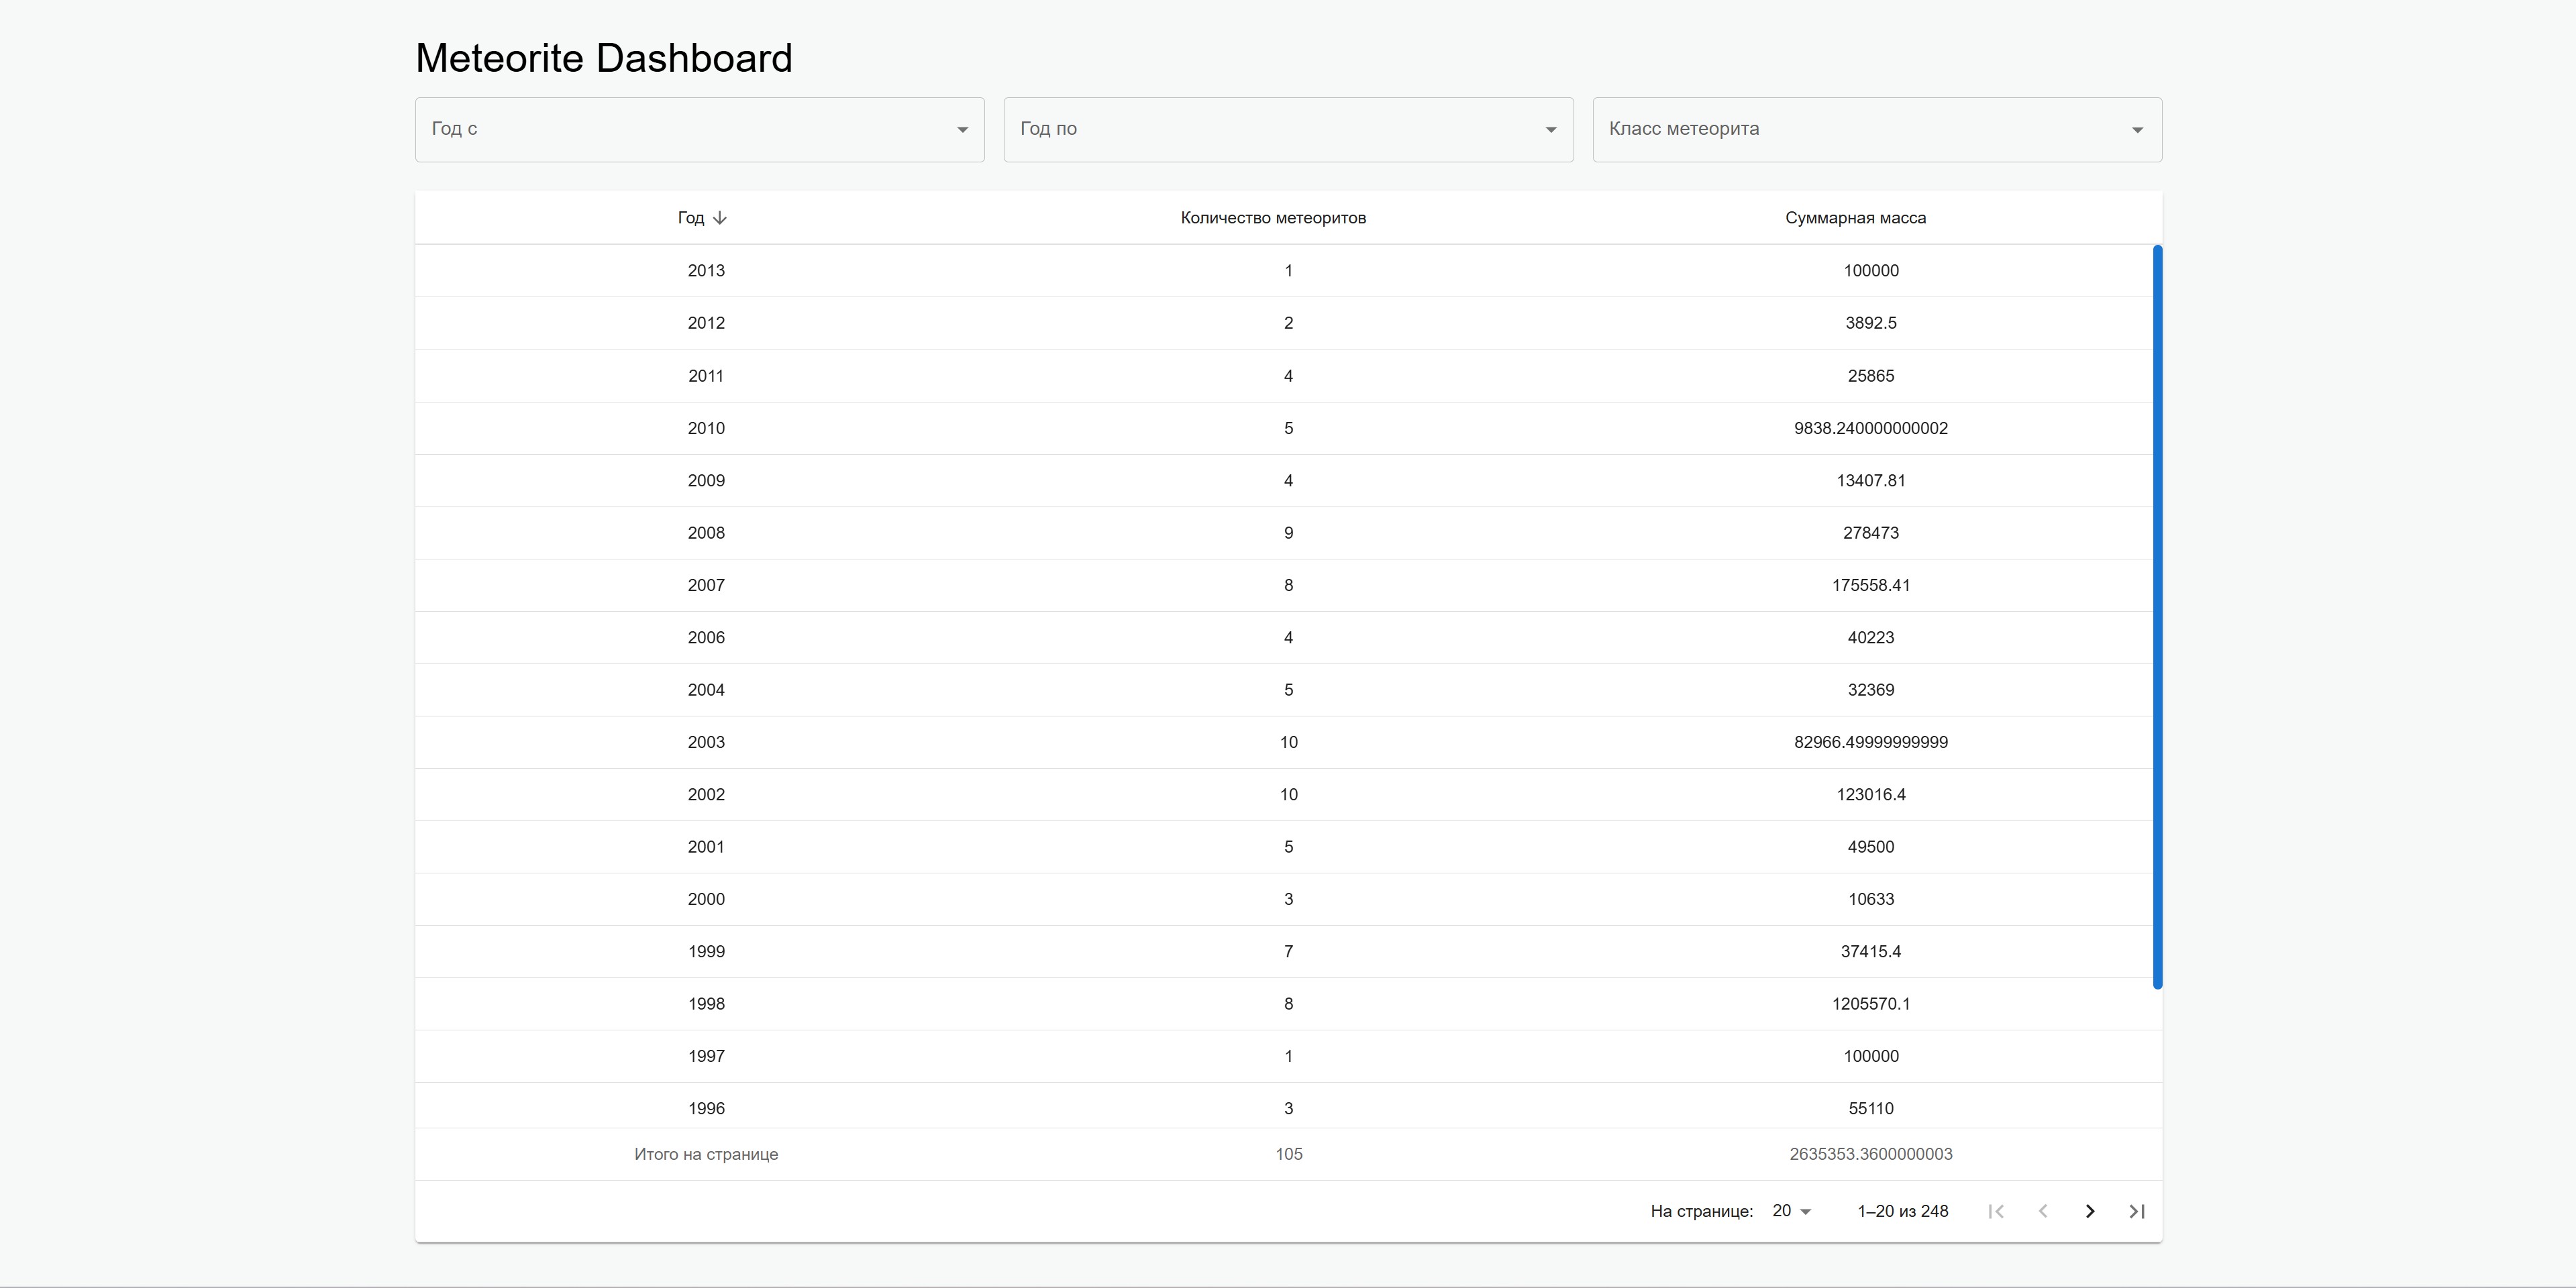 Meteorite Dashboard
Год с Год по Класс метеорита
Год Количество метеоритов Суммарная масса
2013 1 100000
2012 2 3892.5
2011 4 25865
2010 5 9838.240000000002
2009 4 13407.81
2008 9 278473
2007 8 175558.41
2006 4 40223
2004 5 32369
2003 10 82966.49999999999
2002 10 123016.4
2001 5 49500
2000 3 10633
1999 7 37415.4
1998 8 1205570.1
1997 1 100000
1996 3 55110
Итого на странице 105 2635353.3600000003
На странице: 20 1–20 из 248